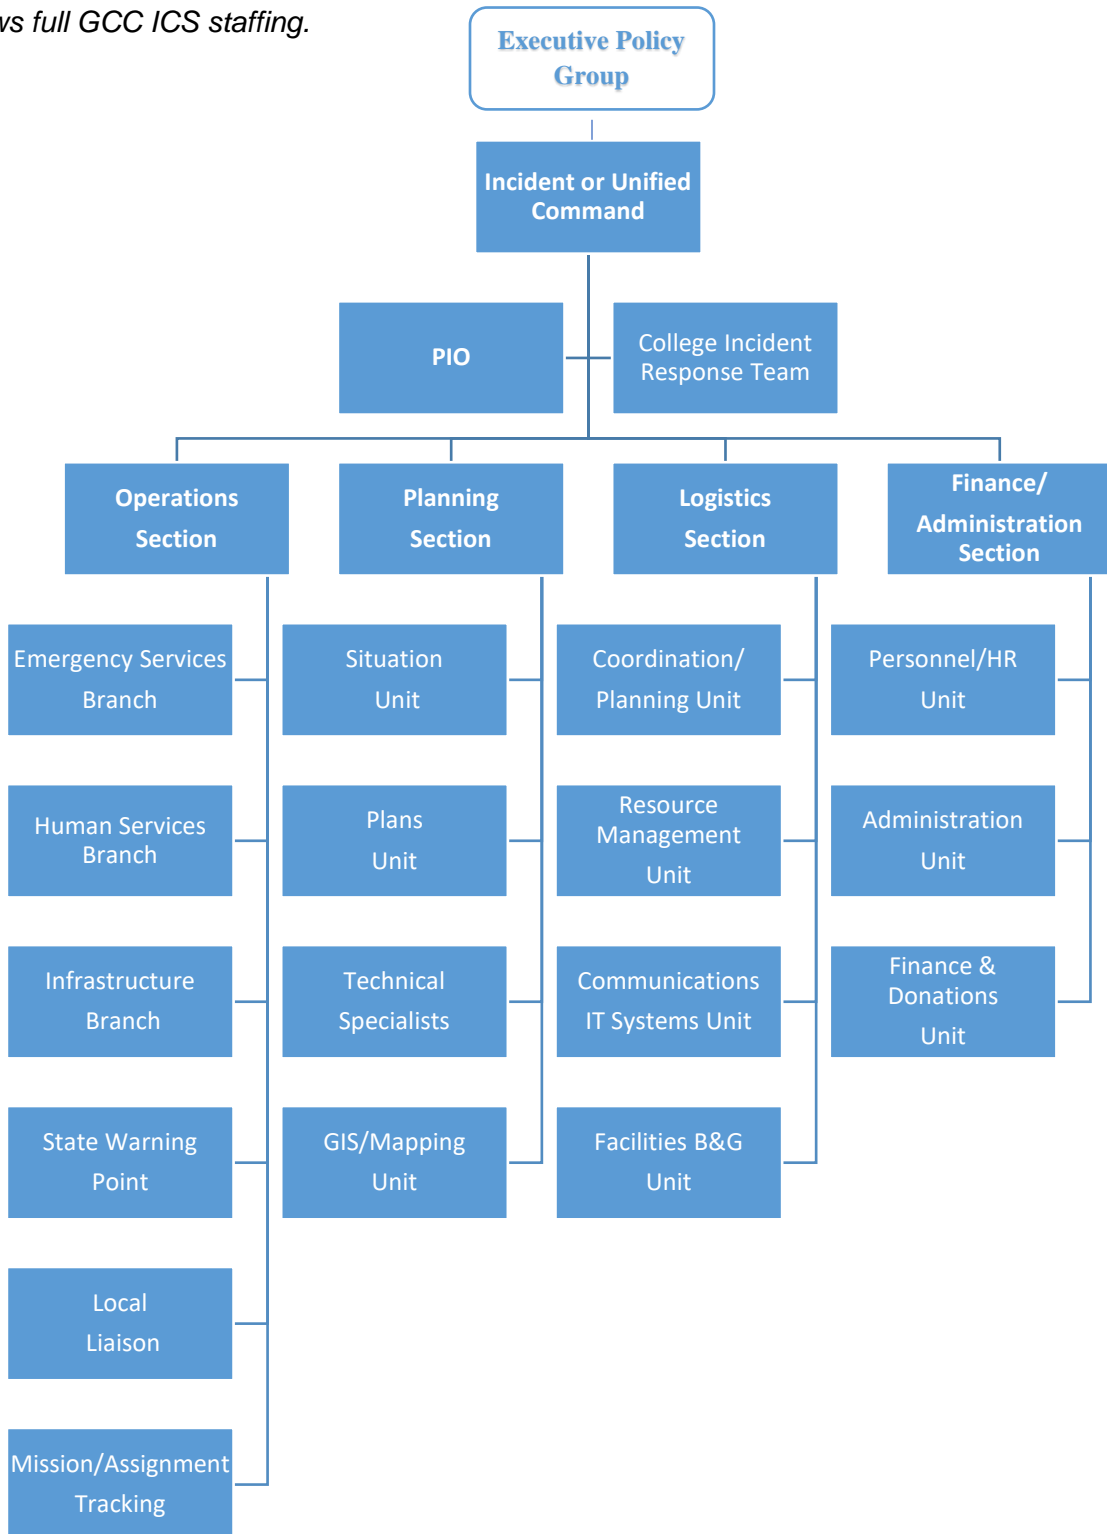 ws full GCC ICS staffing.
Executive Policy
Group
Incident or Unified
Command
PIO
College Incident
Response Team
Operations
Section
Planning
Section
Logistics
Section
Finance/
Administration
Section
Emergency Services
Branch
Situation
Unit
Coordination/
Planning Unit
Personnel/HR
Unit
Human Services
Branch
Plans
Unit
Resource
Management
Unit
Administration
Unit
Infrastructure
Branch
Technical
Specialists
Communications
IT Systems Unit
Finance &
Donations
Unit
State Warning
Point
GIS/Mapping
Unit
Facilities B&G
Unit
Local
Liaison
Mission/Assignment
Tracking